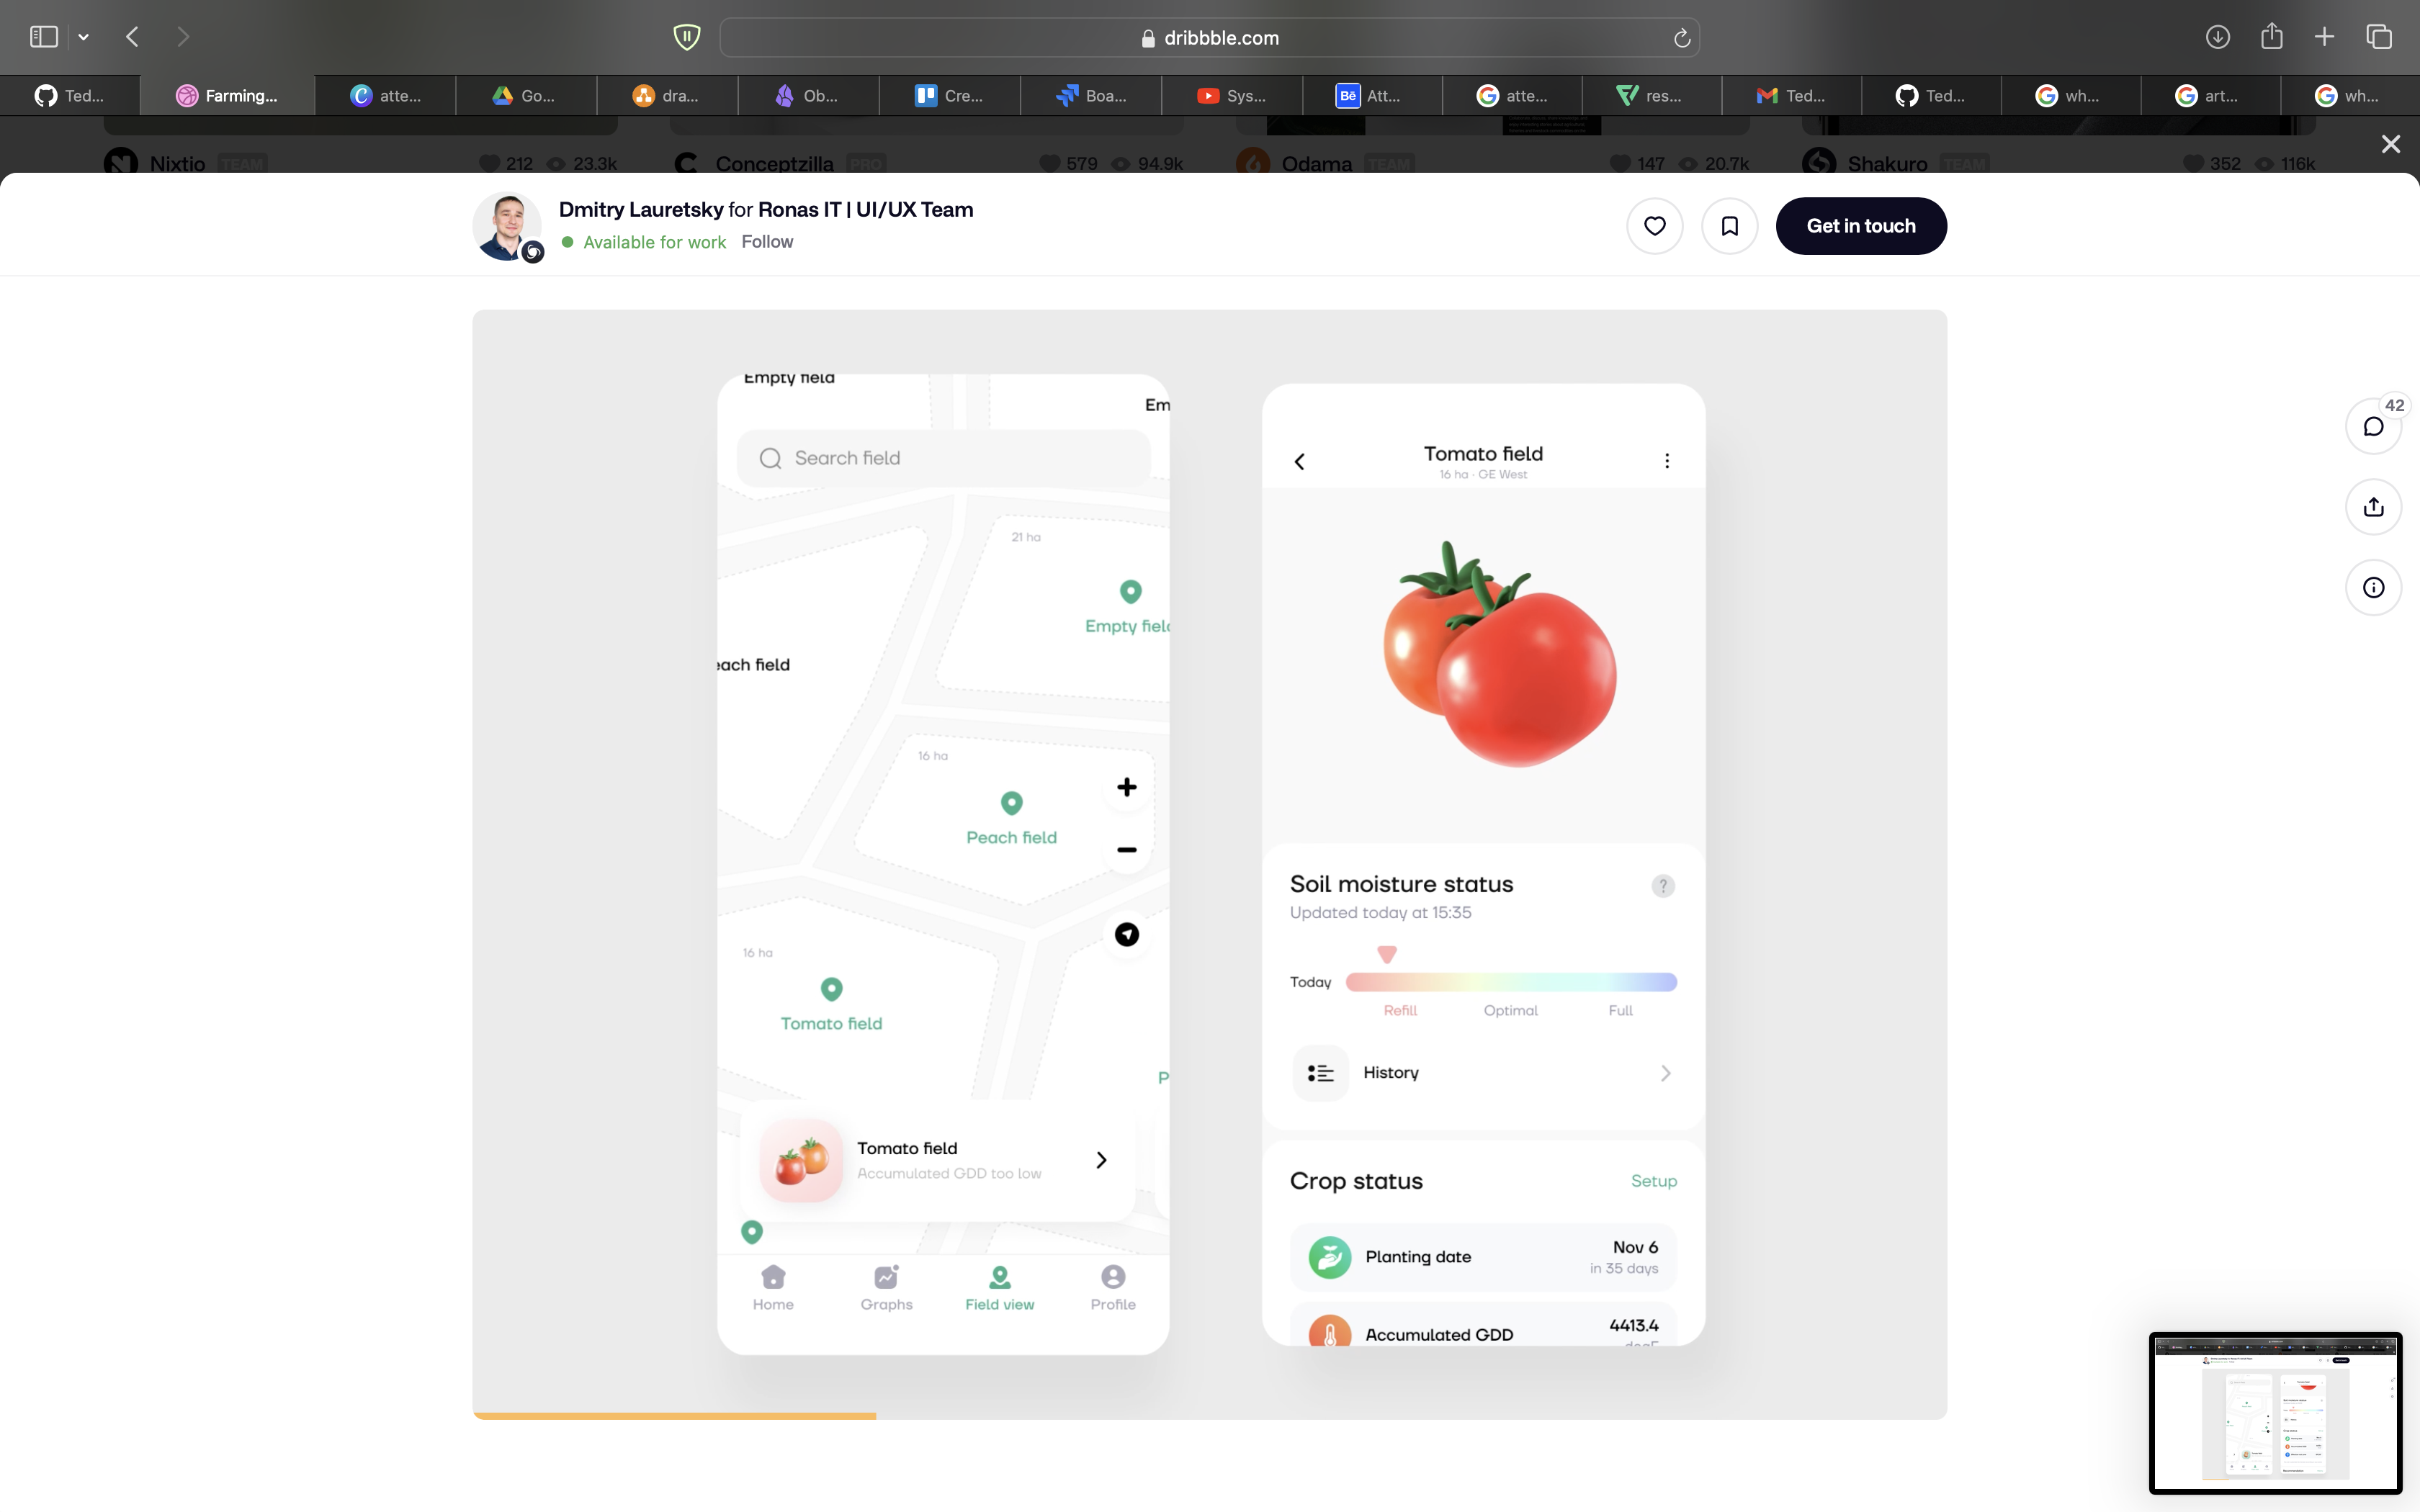 dribbble.com
Ted...
Farming...
atte...
Go...
dra...
Ob...
Cre...
Boa...
Sys...
Bē
Att...
atte...
res...
Ted...
Ted...
wh...
art...
wh...
Nixtio TEAM
212
23.3k
Conceptzilla PRO
579
94.9k
Odama TEAM
147
20.7k
Shakuro TEAM
352
116k
Dmitry Lauretsky for Ronas IT | UI/UX Team
Available for work
Follow
Get in touch
42
Empty field
Em
Search field
21 ha
Empty field
each field
16 ha
Peach field
16 ha
Tomato field
P
Tomato field
Accumulated GDD too low
Home
Graphs
Field view
Profile
Tomato field
16 ha · GE West
Soil moisture status
?
Updated today at 15:35
Today
Refill
Optimal
Full
History
Crop status
Setup
Planting date
Nov 6
in 35 days
Accumulated GDD
4413.4